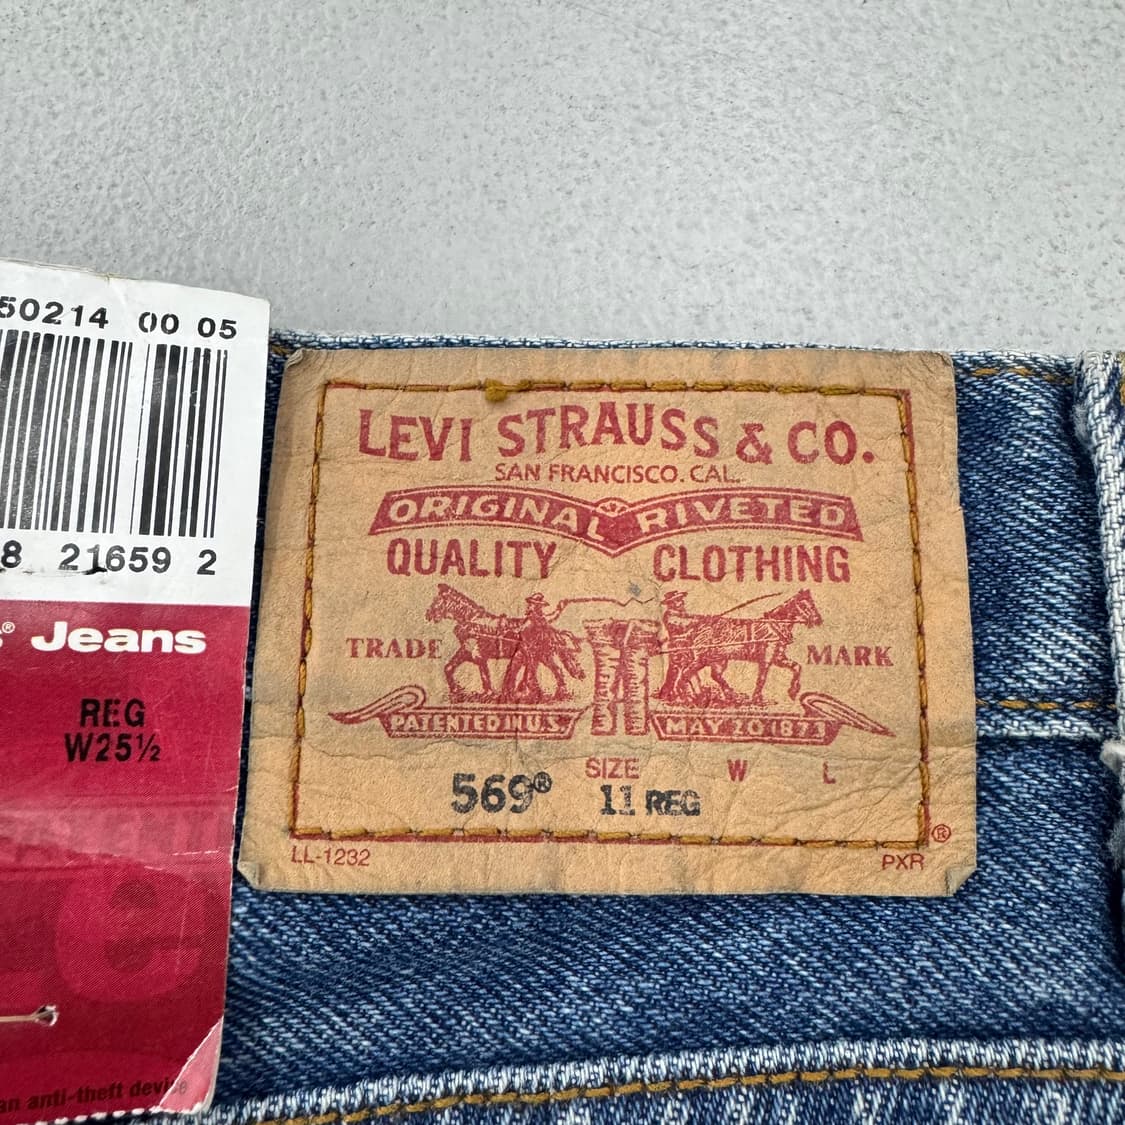 50214 00 05
8 21659 2
® Jeans
REG
W25½
an anti-theft device
LEVI STRAUSS & CO.
SAN FRANCISCO. CAL.
ORIGINAL RIVETED
QUALITY CLOTHING
TRADE MARK
PATENTED IN U.S. MAY 20 1873
SIZE W L
569® 11 REG
®
LL-1232 PXR